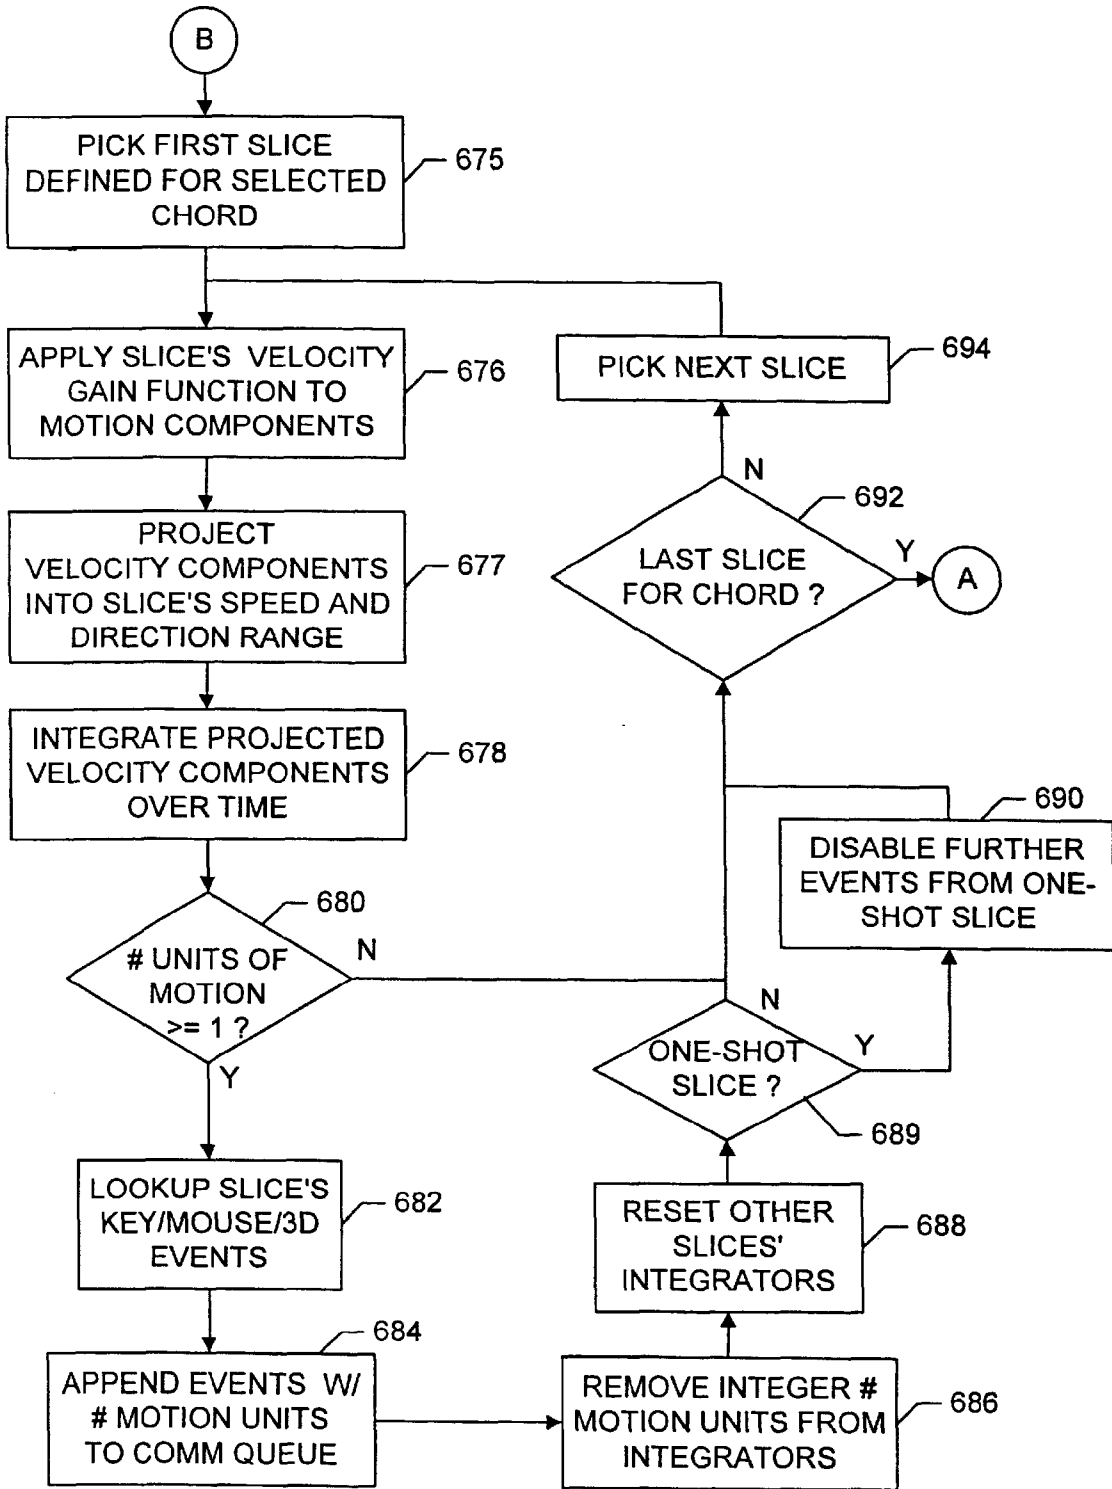 B
PICK FIRST SLICE
DEFINED FOR SELECTED
CHORD
675
APPLY SLICE'S VELOCITY
GAIN FUNCTION TO
MOTION COMPONENTS
676
PROJECT
VELOCITY COMPONENTS
INTO SLICE'S SPEED AND
DIRECTION RANGE
677
INTEGRATE PROJECTED
VELOCITY COMPONENTS
OVER TIME
678
680
# UNITS OF
MOTION
>= 1 ?
N
Y
LOOKUP SLICE'S
KEY/MOUSE/3D
EVENTS
682
684
APPEND EVENTS W/
# MOTION UNITS
TO COMM QUEUE
REMOVE INTEGER #
MOTION UNITS FROM
INTEGRATORS
686
RESET OTHER
SLICES'
INTEGRATORS
688
N
ONE-SHOT
SLICE ?
Y
689
690
DISABLE FURTHER
EVENTS FROM ONE-
SHOT SLICE
N
692
LAST SLICE
FOR CHORD ?
Y
A
PICK NEXT SLICE
694